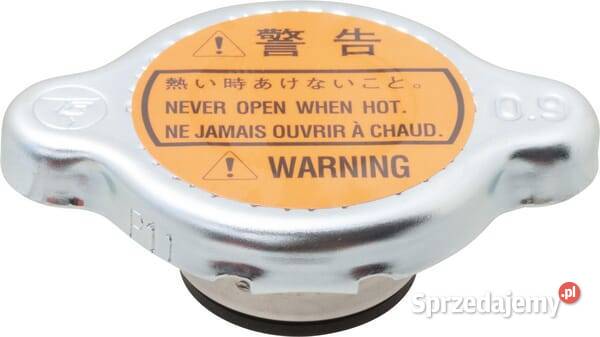 警告
熱い時あけないこと。
NEVER OPEN WHEN HOT.
NE JAMAIS OUVRIR À CHAUD.
WARNING
0.9
P11
Sprzedajemy.pl